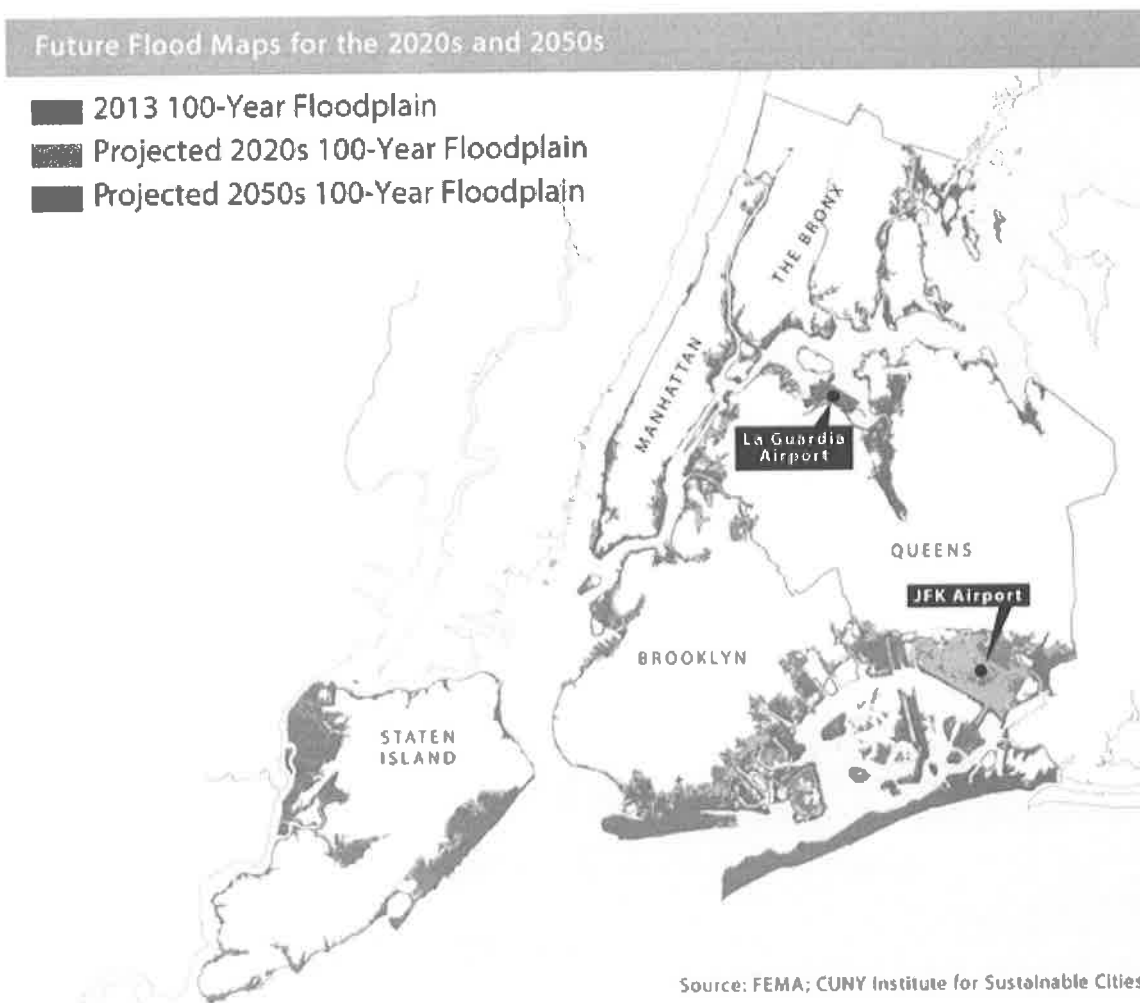 Future Flood Maps for the 2020s and 2050s
2013 100-Year Floodplain
Projected 2020s 100-Year Floodplain
Projected 2050s 100-Year Floodplain
THE BRONX
MANHATTAN
La Guardia
Airport
QUEENS
JFK Airport
BROOKLYN
STATEN
ISLAND
Source: FEMA; CUNY Institute for Sustainable Cities